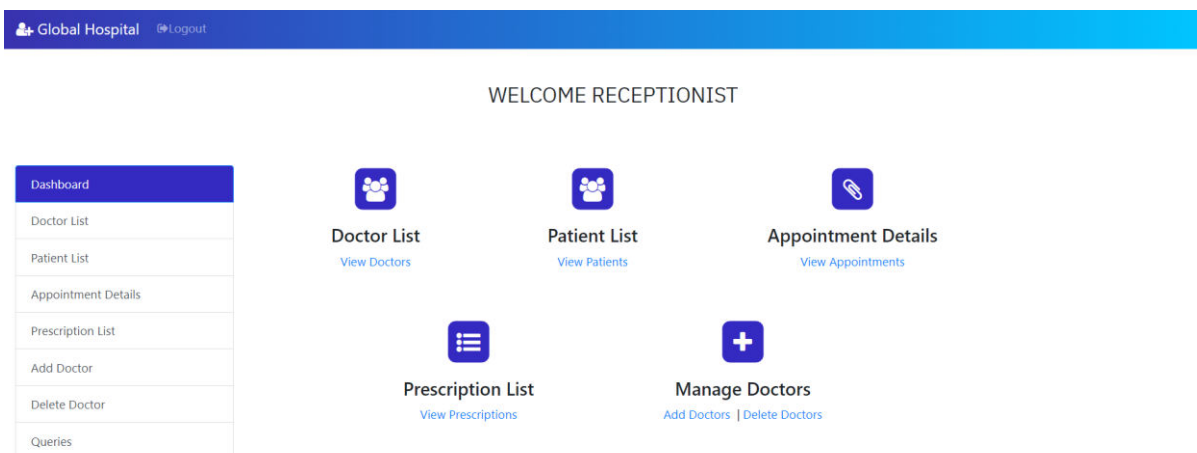 Global Hospital Logout
WELCOME RECEPTIONIST
Dashboard
Doctor List
Patient List
Appointment Details
Prescription List
Add Doctor
Delete Doctor
Queries
Doctor List
View Doctors
Patient List
View Patients
Appointment Details
View Appointments
Prescription List
View Prescriptions
Manage Doctors
Add Doctors | Delete Doctors